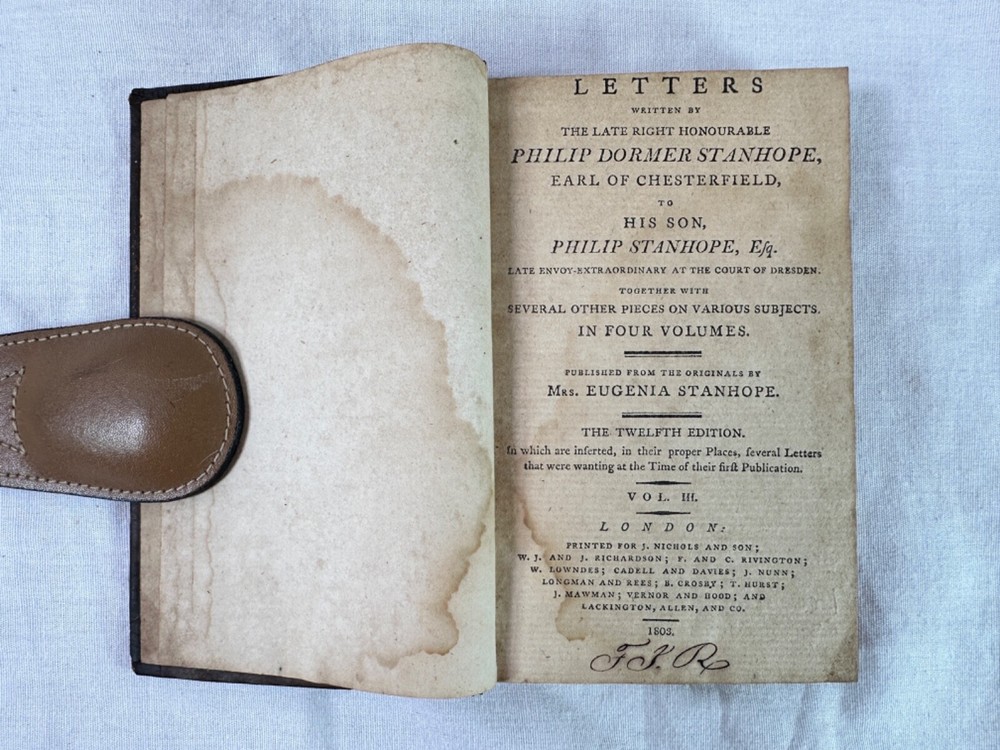 LETTERS
WRITTEN BY
THE LATE RIGHT HONOURABLE
PHILIP DORMER STANHOPE,
EARL OF CHESTERFIELD,
TO
HIS SON,
PHILIP STANHOPE, Eſq.
LATE ENVOY-EXTRAORDINARY AT THE COURT OF DRESDEN.
TOGETHER WITH
SEVERAL OTHER PIECES ON VARIOUS SUBJECTS.
IN FOUR VOLUMES.
PUBLISHED FROM THE ORIGINALS BY
MRS. EUGENIA STANHOPE.
THE TWELFTH EDITION.
In which are inſerted, in their proper Places, ſeveral Letters
that were wanting at the Time of their firſt Publication.
VOL. III.
LONDON:
PRINTED FOR J. NICHOLS AND SON;
W. J. AND J. RICHARDSON; F. AND C. RIVINGTON;
W. LOWNDES; CADELL AND DAVIES; J. NUNN;
LONGMAN AND REES; B. CROSBY; T. HURST;
J. MAWMAN; VERNOR AND HOOD; AND
LACKINGTON, ALLEN, AND CO.
1803.
F. J. R